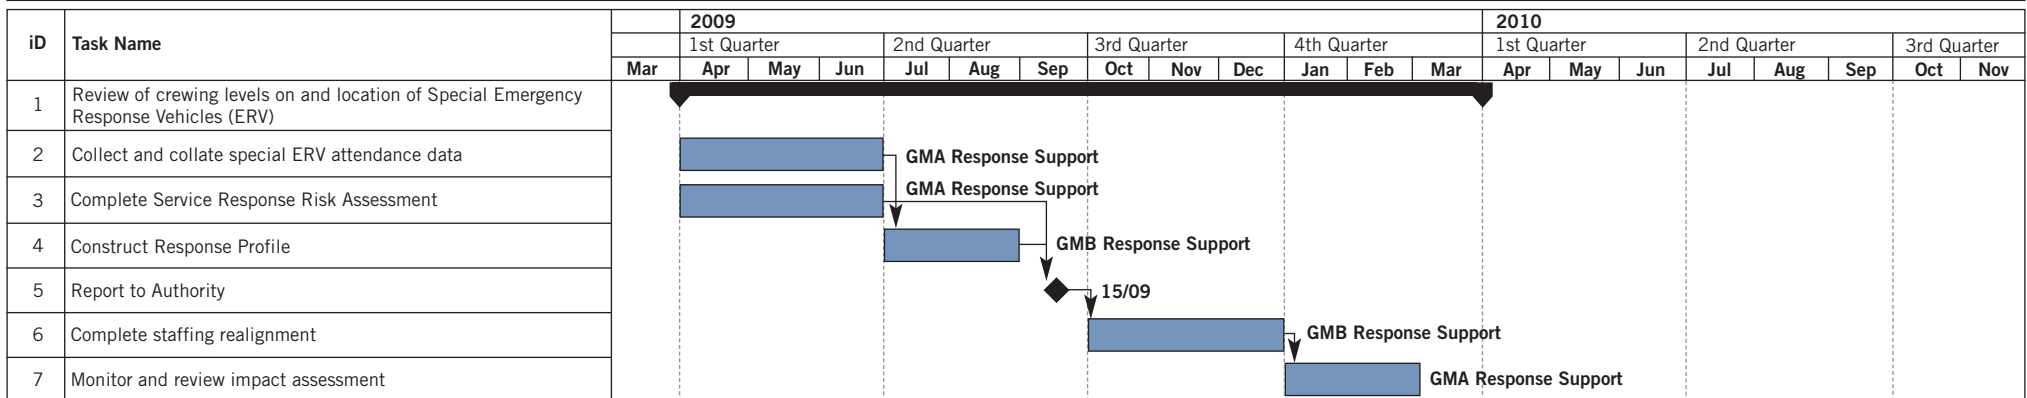 2009 2010
iD Task Name 1st Quarter 2nd Quarter 3rd Quarter 4th Quarter 1st Quarter 2nd Quarter 3rd Quarter
Mar Apr May Jun Jul Aug Sep Oct Nov Dec Jan Feb Mar Apr May Jun Jul Aug Sep Oct Nov
1 Review of crewing levels on and location of Special Emergency
Response Vehicles (ERV)
2 Collect and collate special ERV attendance data GMA Response Support
3 Complete Service Response Risk Assessment GMA Response Support
4 Construct Response Profile GMB Response Support
5 Report to Authority 15/09
6 Complete staffing realignment GMB Response Support
7 Monitor and review impact assessment GMA Response Support